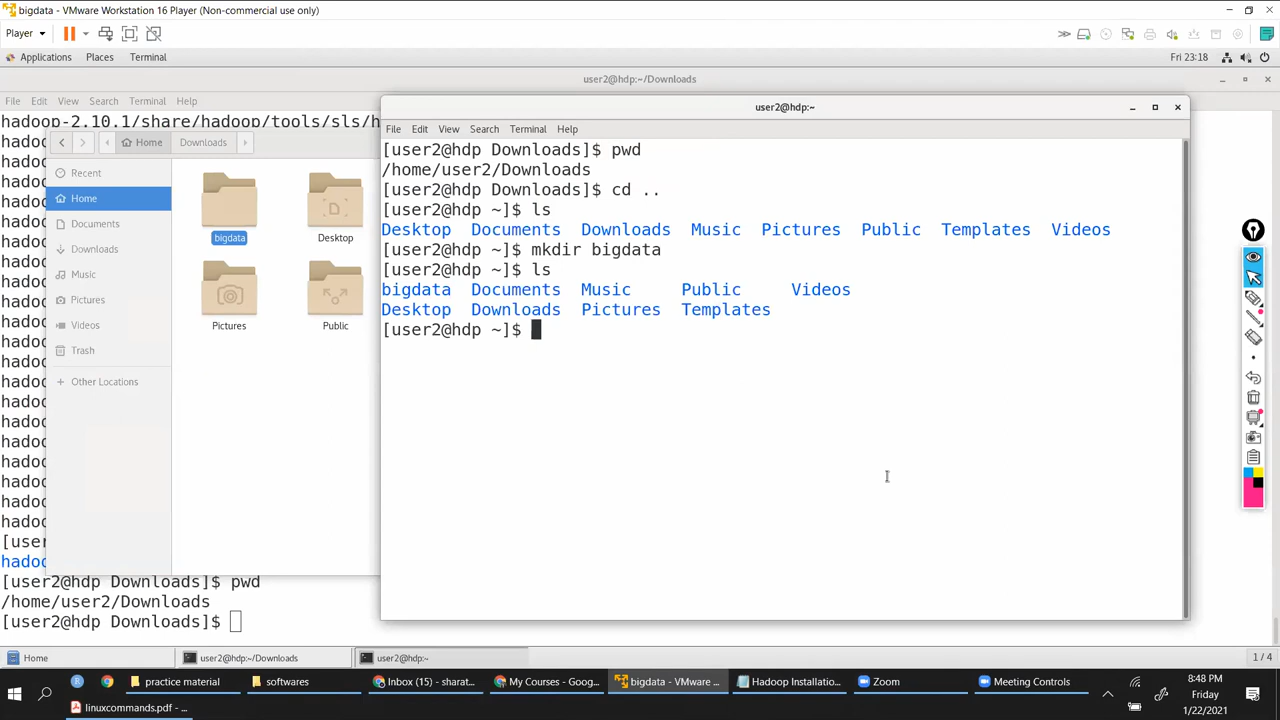 bigdata - VMware Workstation 16 Player (Non-commercial use only)
Player
Applications Places Terminal Fri 23:18
user2@hdp:~/Downloads
File Edit View Search Terminal Help
hadoop-2.10.1/share/hadoop/tools/sls/h
Home Downloads
Recent
Home
Documents
Downloads
Music
Pictures
Videos
Trash
Other Locations
bigdata Desktop
Pictures Public
[user2@hdp Downloads]$ pwd
/home/user2/Downloads
[user2@hdp Downloads]$
user2@hdp:~
File Edit View Search Terminal Help
[user2@hdp Downloads]$ pwd
/home/user2/Downloads
[user2@hdp Downloads]$ cd ..
[user2@hdp ~]$ ls
Desktop Documents Downloads Music Pictures Public Templates Videos
[user2@hdp ~]$ mkdir bigdata
[user2@hdp ~]$ ls
bigdata Documents Music Public Videos
Desktop Downloads Pictures Templates
[user2@hdp ~]$
Home user2@hdp:~/Downloads user2@hdp:~ 1 / 4
practice material softwares Inbox (15) - sharat... My Courses - Goog... bigdata - VMware ... Hadoop Installatio... Zoom Meeting Controls
linuxcommands.pdf - ...
8:48 PM
Friday
1/22/2021